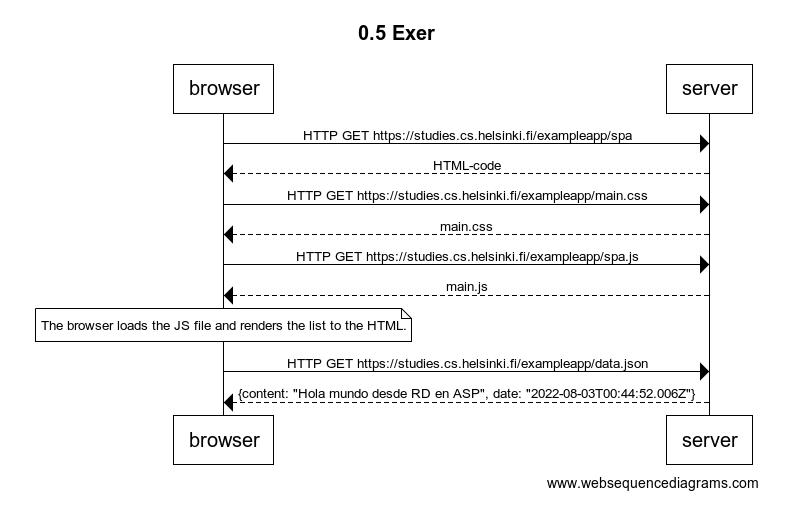 0.5 Exer
browser server
HTTP GET https://studies.cs.helsinki.fi/exampleapp/spa
HTML-code
HTTP GET https://studies.cs.helsinki.fi/exampleapp/main.css
main.css
HTTP GET https://studies.cs.helsinki.fi/exampleapp/spa.js
main.js
The browser loads the JS file and renders the list to the HTML.
HTTP GET https://studies.cs.helsinki.fi/exampleapp/data.json
{content: "Hola mundo desde RD en ASP", date: "2022-08-03T00:44:52.006Z"}
browser server
www.websequencediagrams.com